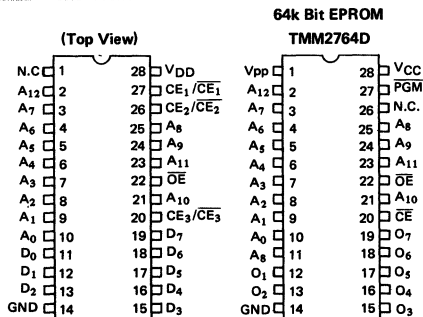 64k Bit EPROM
(Top View) TMM2764D
N.C 1 28 VDD Vpp 1 28 VCC
A12 2 27 CE1/CE1 A12 2 27 PGM
A7 3 26 CE2/CE2 A7 3 26 N.C.
A6 4 25 A8 A6 4 25 A8
A5 5 24 A9 A5 5 24 A9
A4 6 23 A11 A4 6 23 A11
A3 7 22 OE A3 7 22 OE
A2 8 21 A10 A2 8 21 A10
A1 9 20 CE3/CE3 A1 9 20 CE
A0 10 19 D7 A0 10 19 O7
D0 11 18 D6 A8 11 18 O6
D1 12 17 D5 O1 12 17 O5
D2 13 16 D4 O2 13 16 O4
GND 14 15 D3 GND 14 15 O3